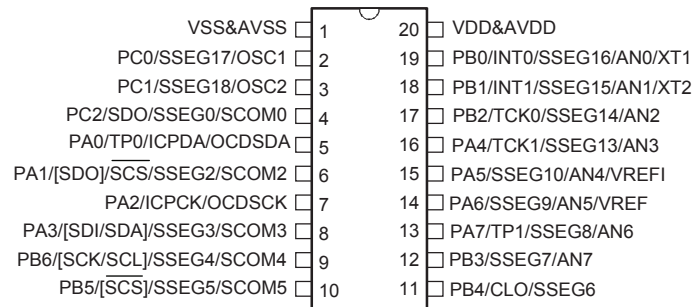 VSS&AVSS 1 20 VDD&AVDD
PC0/SSEG17/OSC1 2 19 PB0/INT0/SSEG16/AN0/XT1
PC1/SSEG18/OSC2 3 18 PB1/INT1/SSEG15/AN1/XT2
PC2/SDO/SSEG0/SCOM0 4 17 PB2/TCK0/SSEG14/AN2
PA0/TP0/ICPDA/OCDSDA 5 16 PA4/TCK1/SSEG13/AN3
PA1/[SDO]/SCS/SSEG2/SCOM2 6 15 PA5/SSEG10/AN4/VREFI
PA2/ICPCK/OCDSCK 7 14 PA6/SSEG9/AN5/VREF
PA3/[SDI/SDA]/SSEG3/SCOM3 8 13 PA7/TP1/SSEG8/AN6
PB6/[SCK/SCL]/SSEG4/SCOM4 9 12 PB3/SSEG7/AN7
PB5/[SCS]/SSEG5/SCOM5 10 11 PB4/CLO/SSEG6